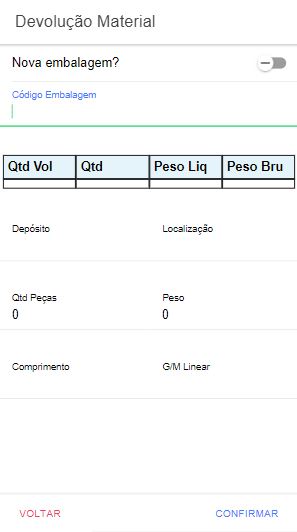 Devolução Material
Nova embalagem?
Código Embalagem
Qtd Vol Qtd Peso Liq Peso Bru
Depósito Localização
Qtd Peças Peso
0 0
Comprimento G/M Linear
VOLTAR CONFIRMAR